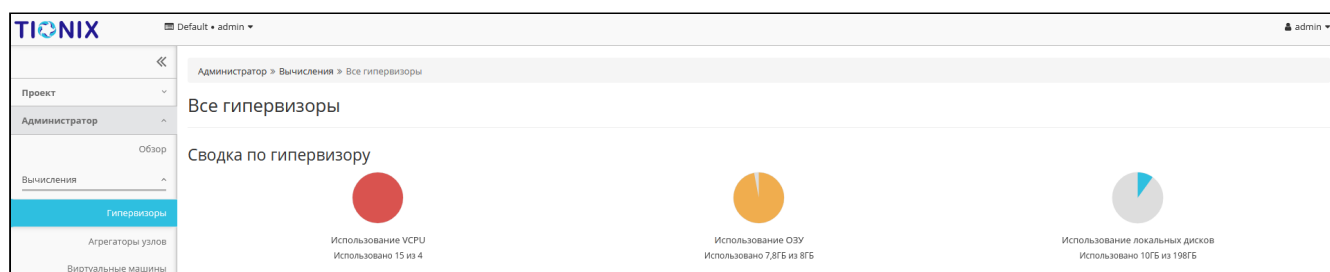 TIONIX
Default • admin
admin
Администратор » Вычисления » Все гипервизоры
Проект
Все гипервизоры
Администратор
Обзор
Сводка по гипервизору
Вычисления
Гипервизоры
Агрегаторы узлов
Использование VCPU
Использовано 15 из 4
Использование ОЗУ
Использовано 7,8ГБ из 8ГБ
Использование локальных дисков
Использовано 10ГБ из 198ГБ
Виртуальные машины